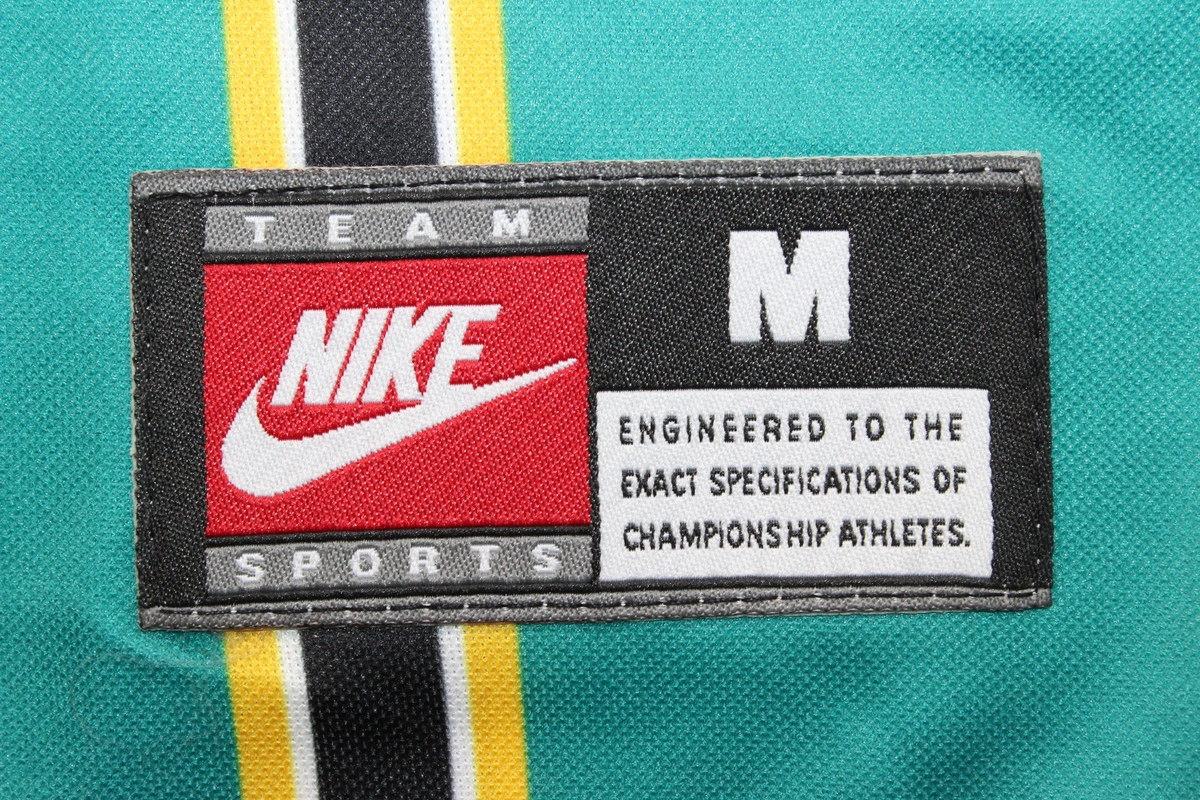 TEAM
NIKE
SPORTS
M
ENGINEERED TO THE
EXACT SPECIFICATIONS OF
CHAMPIONSHIP ATHLETES.